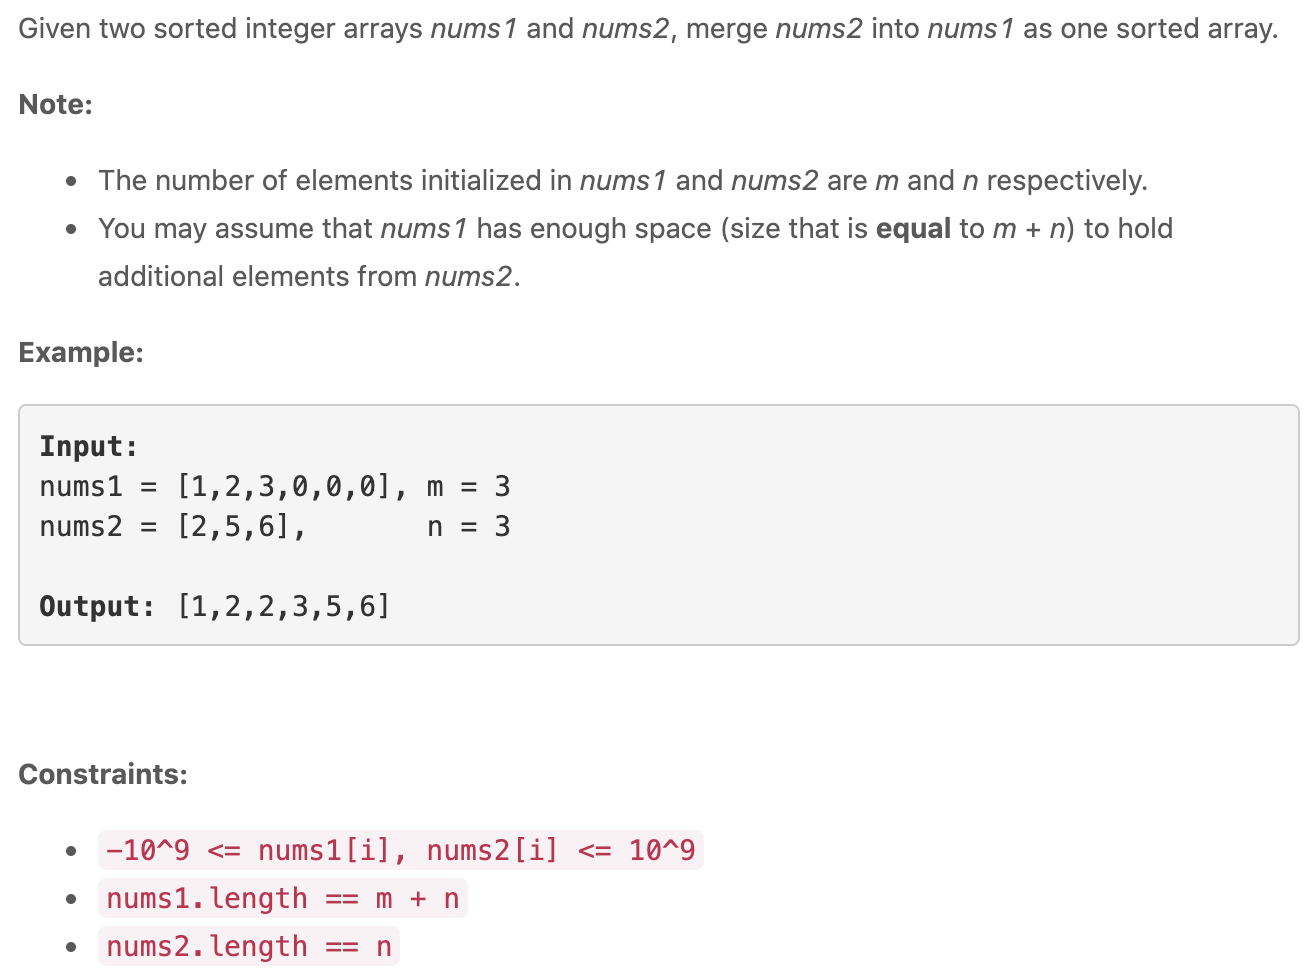 Given two sorted integer arrays nums1 and nums2, merge nums2 into nums1 as one sorted array.
Note:
• The number of elements initialized in nums1 and nums2 are m and n respectively.
• You may assume that nums1 has enough space (size that is equal to m + n) to hold
additional elements from nums2.
Example:
Input:
nums1 = [1,2,3,0,0,0], m = 3
nums2 = [2,5,6],       n = 3
Output: [1,2,2,3,5,6]
Constraints:
• -10^9 <= nums1[i], nums2[i] <= 10^9
• nums1.length == m + n
• nums2.length == n